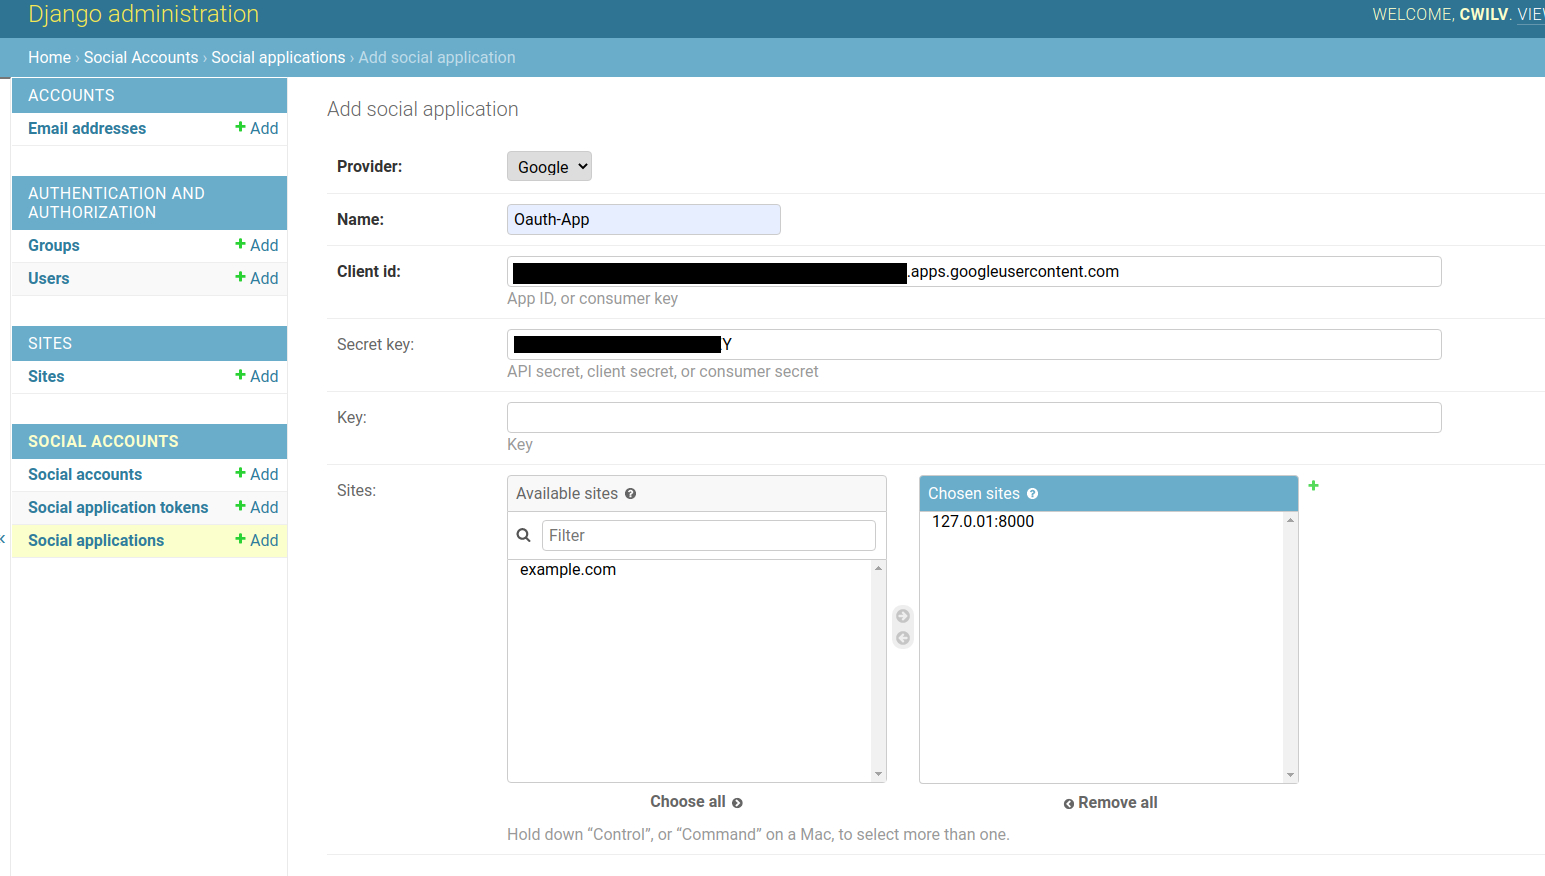 Django administration
WELCOME, CWILV. VIE
Home › Social Accounts › Social applications › Add social application
ACCOUNTS
Email addresses + Add
AUTHENTICATION AND
AUTHORIZATION
Groups + Add
Users + Add
SITES
Sites + Add
SOCIAL ACCOUNTS
Social accounts + Add
Social application tokens + Add
Social applications + Add
«
Add social application
Provider: Google
Name: Oauth-App
Client id: .apps.googleusercontent.com
App ID, or consumer key
Secret key: Y
API secret, client secret, or consumer secret
Key:
Key
Sites:
Available sites ?
Filter
example.com
Choose all
Chosen sites ?
127.0.01:8000
Remove all
Hold down “Control”, or “Command” on a Mac, to select more than one.